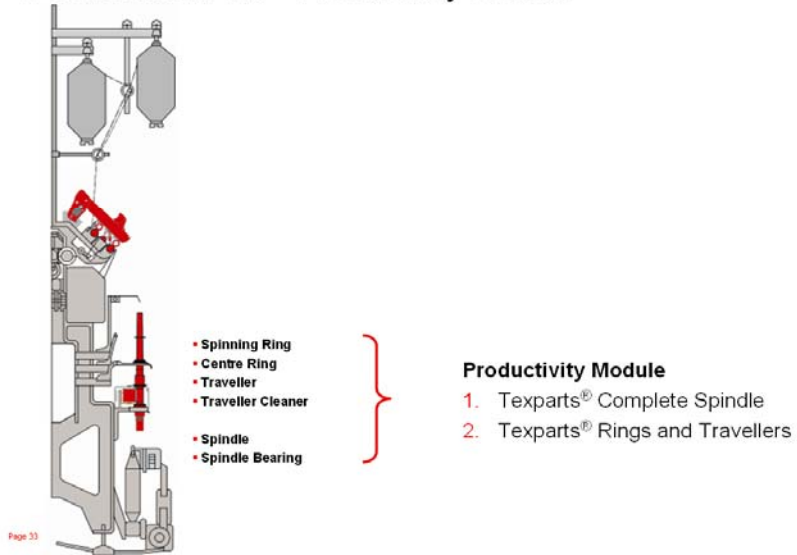 • Spinning Ring
• Centre Ring
• Traveller
• Traveller Cleaner
• Spindle
• Spindle Bearing
Productivity Module
1. Texparts® Complete Spindle
2. Texparts® Rings and Travellers
Page 33